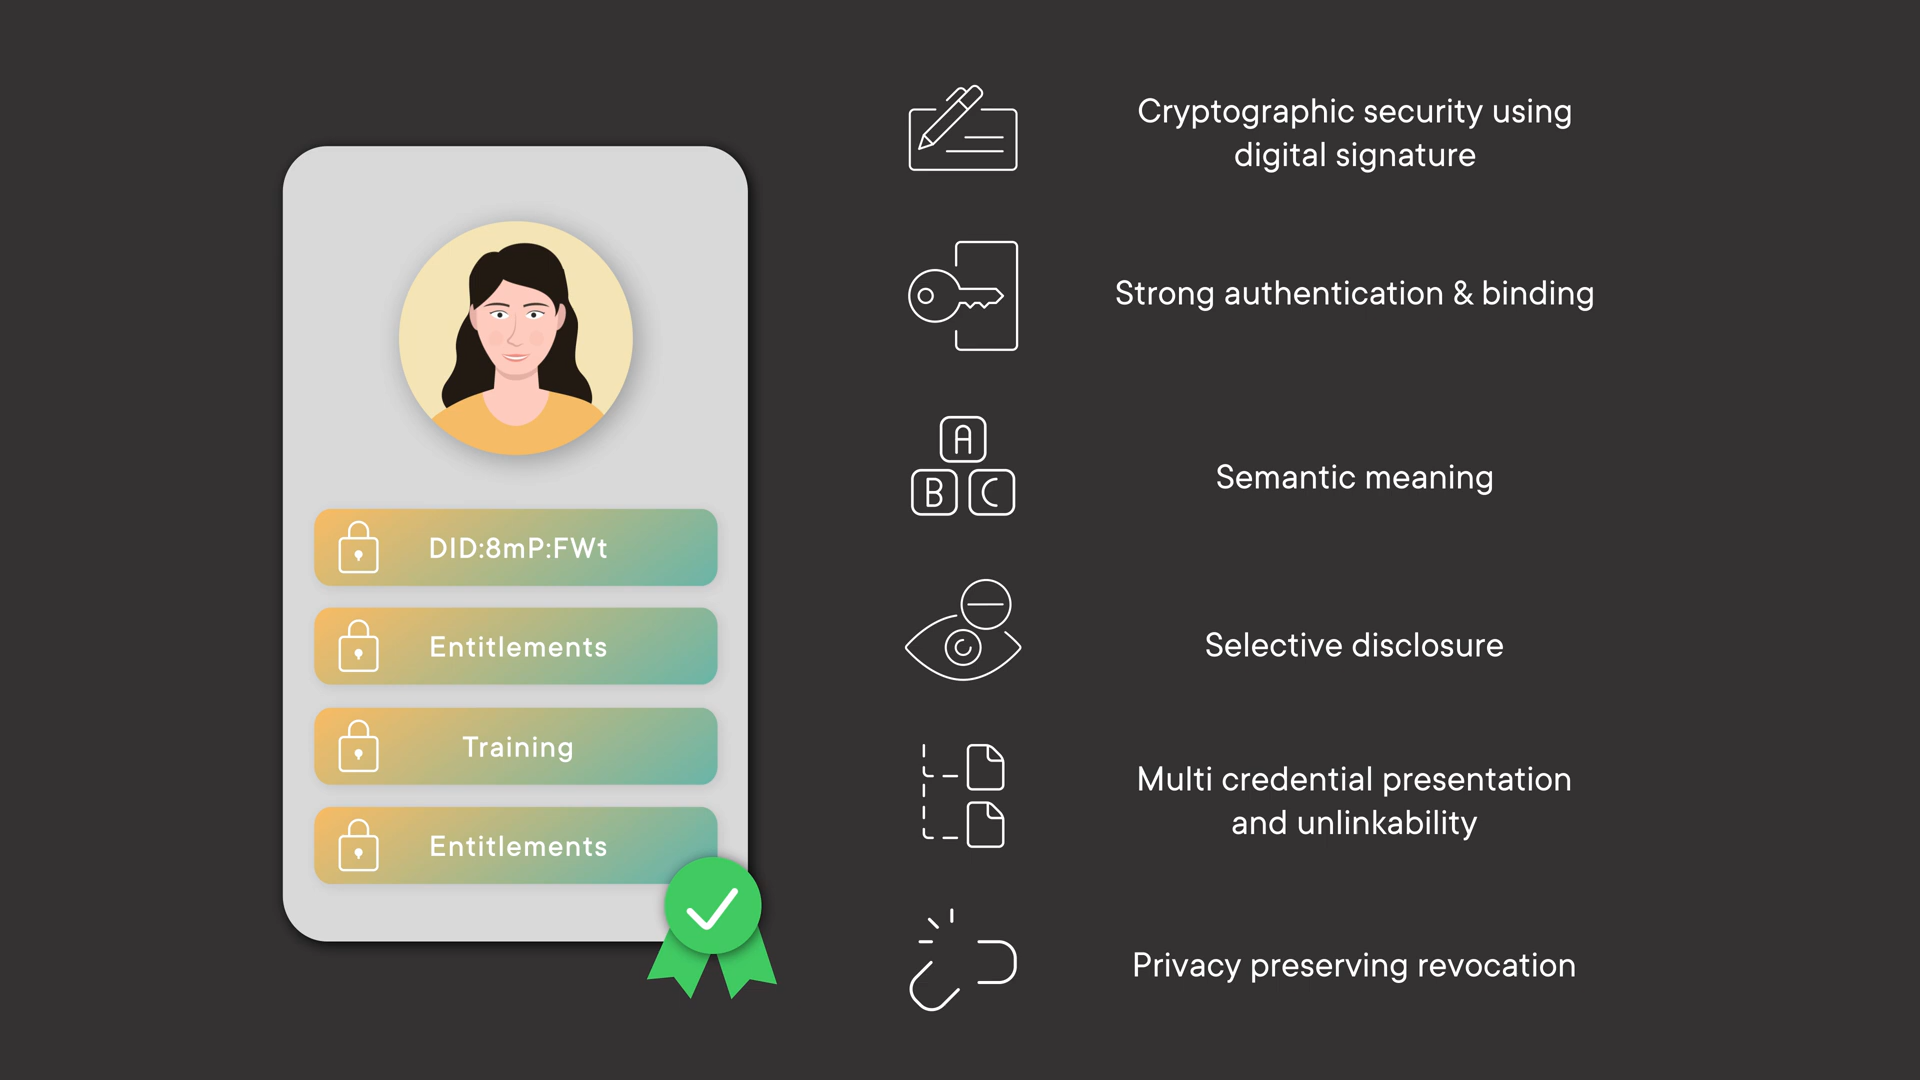 DID:8mP:FWt
Entitlements
Training
Entitlements
Cryptographic security using
digital signature
Strong authentication & binding
A
B C
Semantic meaning
Selective disclosure
Multi credential presentation
and unlinkability
Privacy preserving revocation